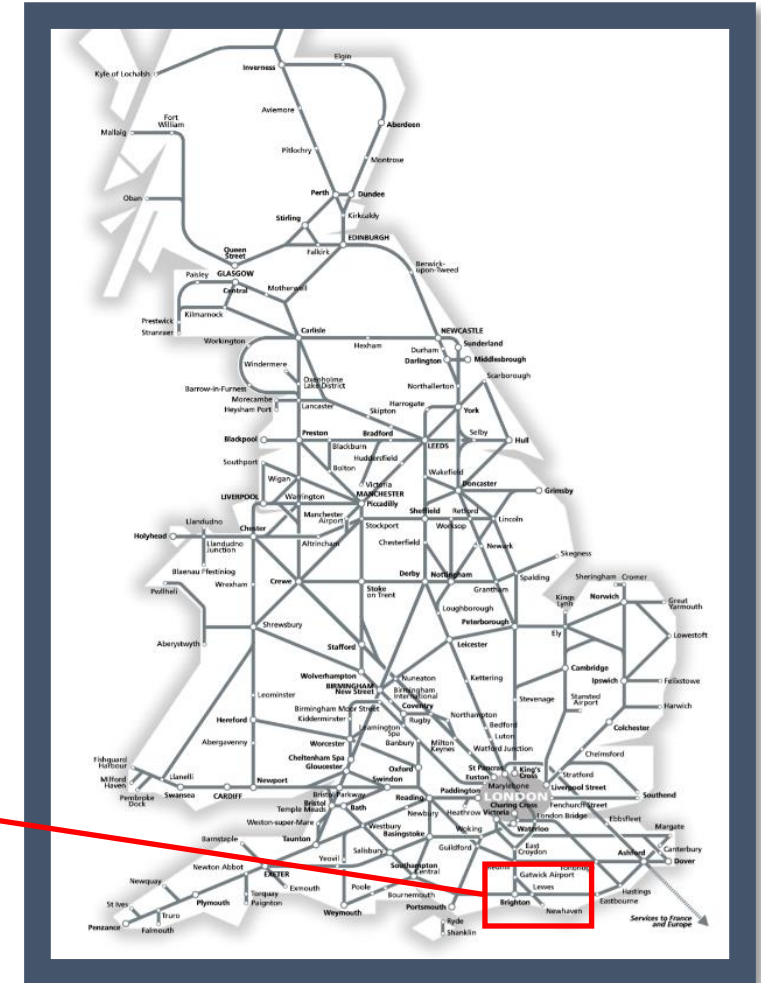 Elgin
Inverness
Kyle of Lochalsh
Aviemore
Fort
William
Mallaig
Aberdeen
Pitlochry
Montrose
Perth
Dundee
Oban
Stirling
Kirkcaldy
EDINBURGH
Queen
Street
Falkirk
Berwick-
upon-Tweed
Paisley
GLASGOW
Central
Motherwell
Prestwick
Kilmarnock
Stranraer
Carlisle
NEWCASTLE
Workington
Hexham
Sunderland
Durham
Darlington
Middlesbrough
Windermere
Scarborough
Oxenholme
Lake District
Northallerton
Barrow-in-Furness
Morecambe
Heysham Port
Lancaster
Harrogate
York
Skipton
Blackpool
Preston
Bradford
Selby
Blackburn
LEEDS
Hull
Huddersfield
Southport
Bolton
Wakefield
Wigan
Victoria
Doncaster
MANCHESTER
Piccadilly
LIVERPOOL
Warrington
Grimsby
Manchester
Airport
Sheffield
Retford
Llandudno
Chester
Stockport
Worksop
Lincoln
Holyhead
Llandudno
Junction
Altrincham
Chesterfield
Newark
Skegness
Blaenau Ffestiniog
Wrexham
Crewe
Derby
Nottingham
Spalding
Sheringham
Cromer
Pwllheli
Stoke
on Trent
Grantham
Kings
Lynn
Norwich
Great
Yarmouth
Loughborough
Peterborough
Aberystwyth
Shrewsbury
Ely
Lowestoft
Stafford
Leicester
Wolverhampton
Cambridge
BIRMINGHAM
New Street
Nuneaton
Kettering
Ipswich
Felixstowe
Birmingham
International
Leominster
Coventry
Stevenage
Stansted
Airport
Birmingham Moor Street
Harwich
Hereford
Kidderminster
Rugby
Northampton
Leamington
Spa
Bedford
Colchester
Abergavenny
Worcester
Banbury
Milton
Keynes
Luton
Watford Junction
Chelmsford
Cheltenham Spa
Gloucester
Fishguard
Harbour
Oxford
St Pancras
King's
Cross
Euston
Stratford
Llanelli
Milford
Haven
Newport
Swindon
Marylebone
Liverpool Street
Paddington
Pembroke
Dock
Swansea
CARDIFF
Bristol Parkway
Reading
LONDON
Southend
Bristol
Temple Meads
Bath
Charing Cross
Fenchurch Street
Newbury
Heathrow
Victoria
London Bridge
Ebbsfleet
Weston-super-Mare
Westbury
Basingstoke
Woking
Waterloo
Margate
Barnstaple
Taunton
Salisbury
Guildford
East
Croydon
Canterbury
Yeovil
Ashford
Dover
Newton Abbot
EXETER
Southampton
Central
Gatwick Airport
Newquay
Exmouth
Poole
Lewes
Hastings
St Ives
Torquay
Paignton
Bournemouth
Brighton
Eastbourne
Plymouth
Portsmouth
Newhaven
Truro
Weymouth
Penzance
Falmouth
Ryde
Shanklin
Services to France
and Europe